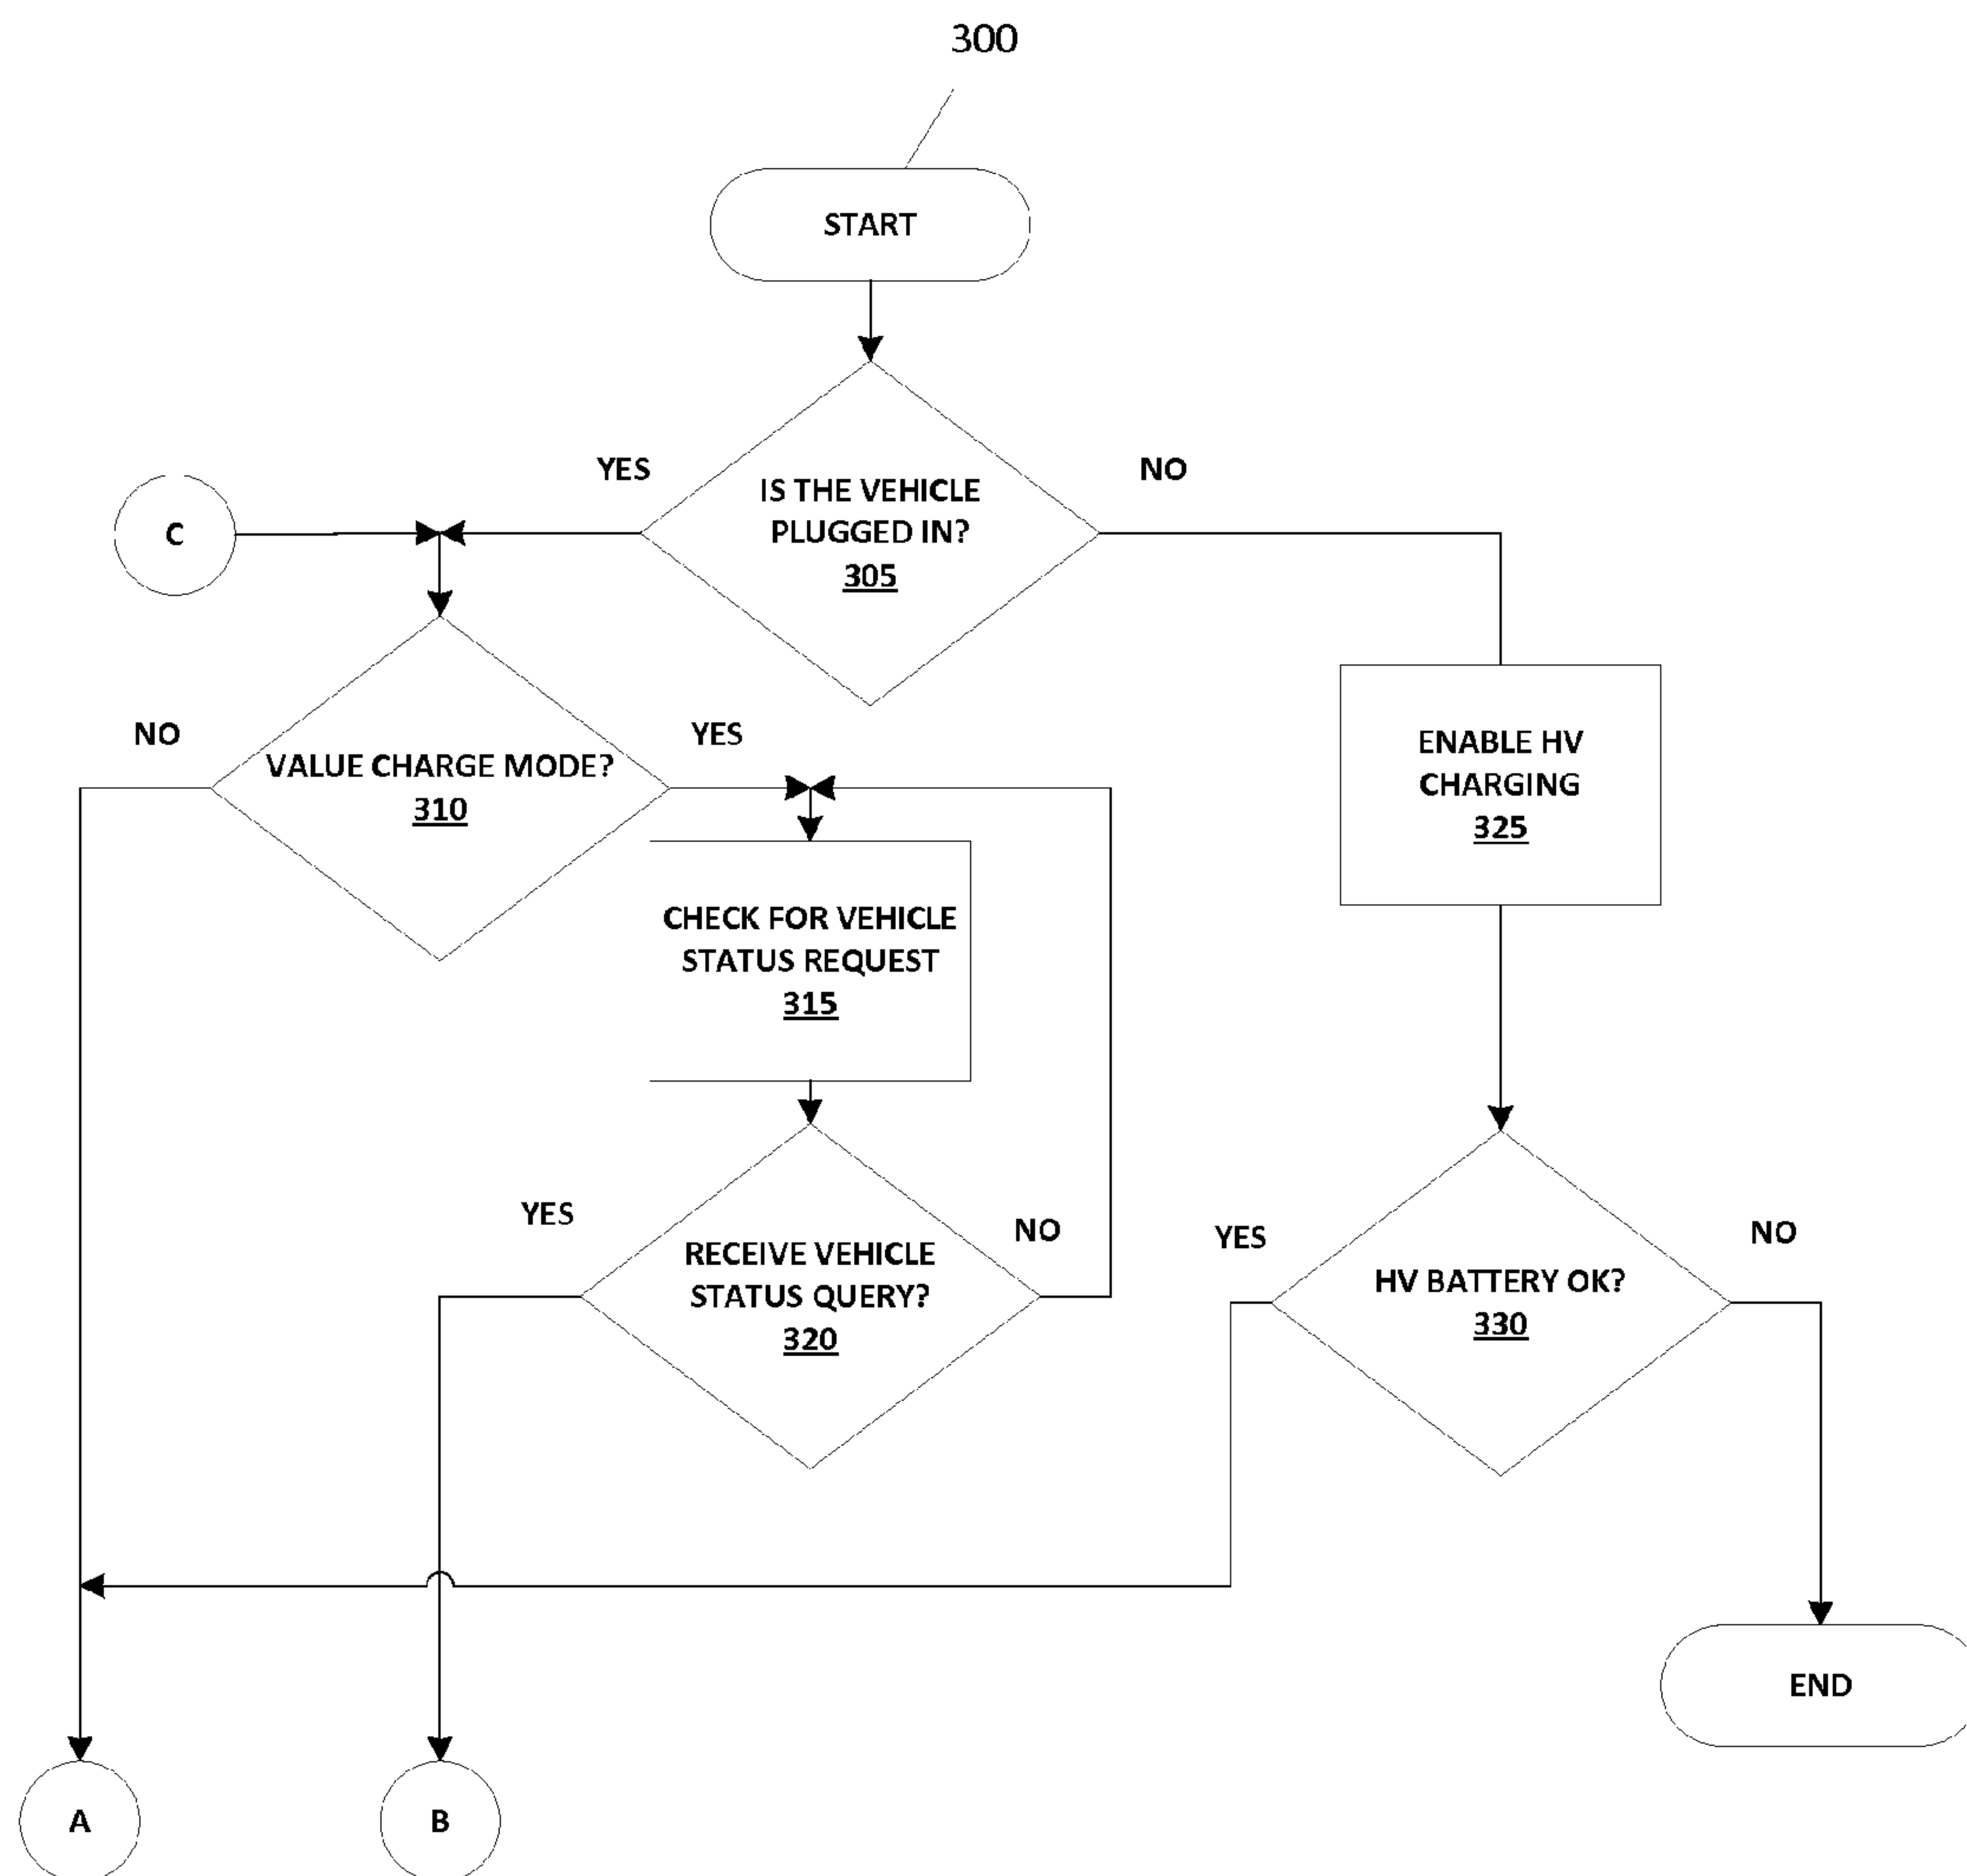 300
START
YES
NO
IS THE VEHICLE
PLUGGED IN?
305
C
NO
YES
VALUE CHARGE MODE?
310
ENABLE HV
CHARGING
325
CHECK FOR VEHICLE
STATUS REQUEST
315
YES
NO
RECEIVE VEHICLE
STATUS QUERY?
320
YES
NO
HV BATTERY OK?
330
END
A
B